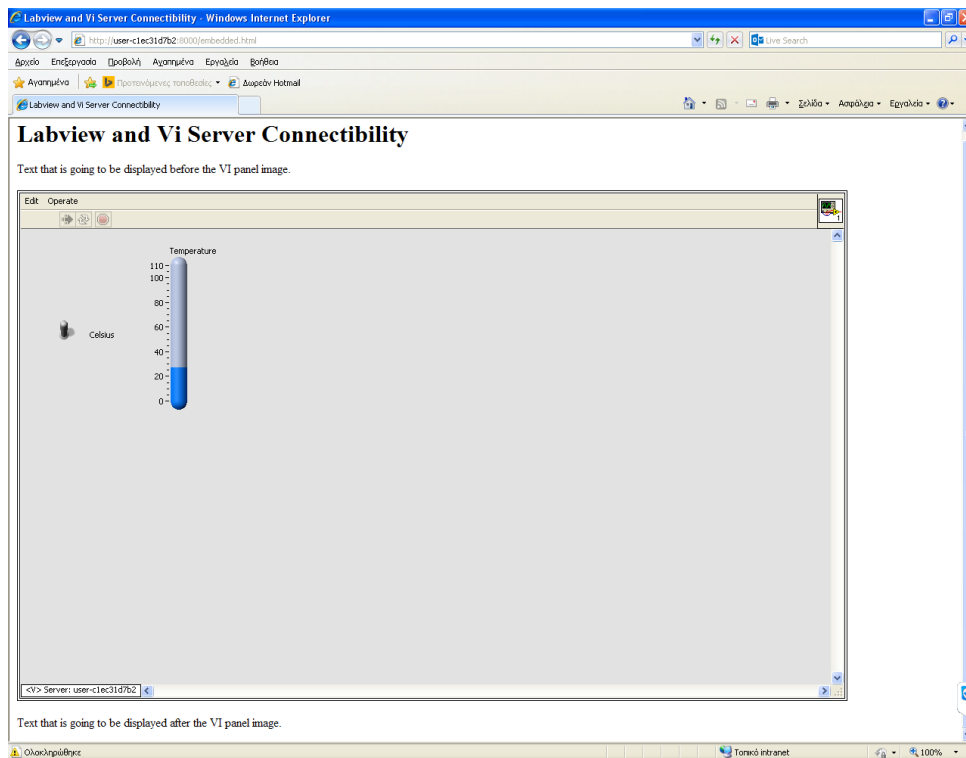 Labview and Vi Server Connectibility - Windows Internet Explorer
http://user-c1ec31d7b2:8000/embedded.html
Live Search
Αρχείο Επεξεργασία Προβολή Αγαπημένα Εργαλεία Βοήθεια
Αγαπημένα Προτεινόμενες τοποθεσίες Δωρεάν Hotmail
Labview and Vi Server Connectibility
Σελίδα Ασφάλεια Εργαλεία
Labview and Vi Server Connectibility
Text that is going to be displayed before the VI panel image.
Edit Operate
1
Temperature
110
100
80
60
Celsius
40
20
0
<V> Server: user-c1ec31d7b2
Text that is going to be displayed after the VI panel image.
Ολοκληρώθηκε
Τοπικό intranet
100%